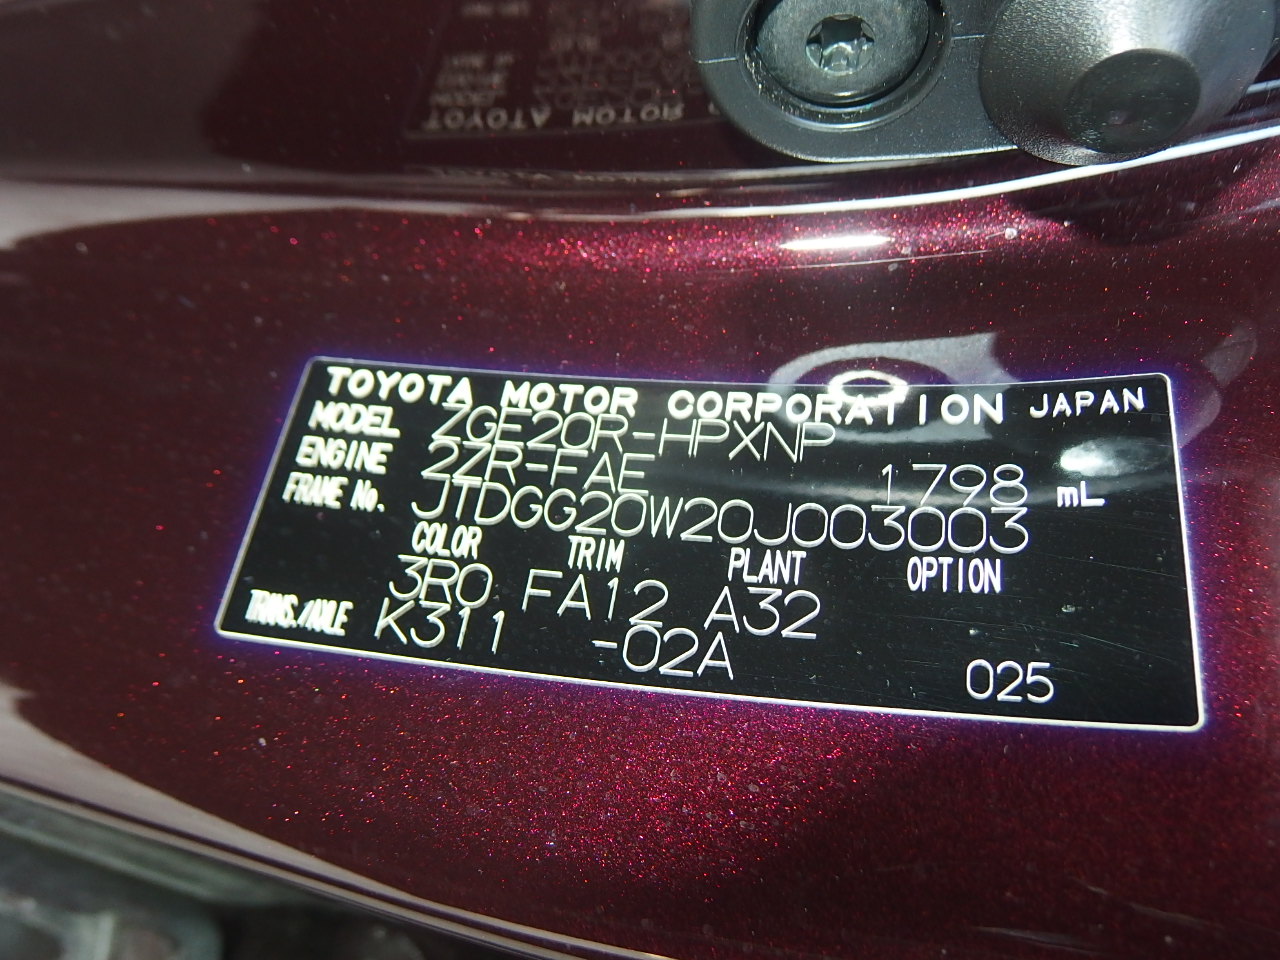 TOYOTA MOTOR CORPORATION JAPAN
MODEL ZGE20R-HPXNP
ENGINE 2ZR-FAE 1798 mL
FRAME No. JTDGG20W20J003003
COLOR TRIM PLANT OPTION
3R0 FA12 A32
TRANS./AXLE K311 -02A 025